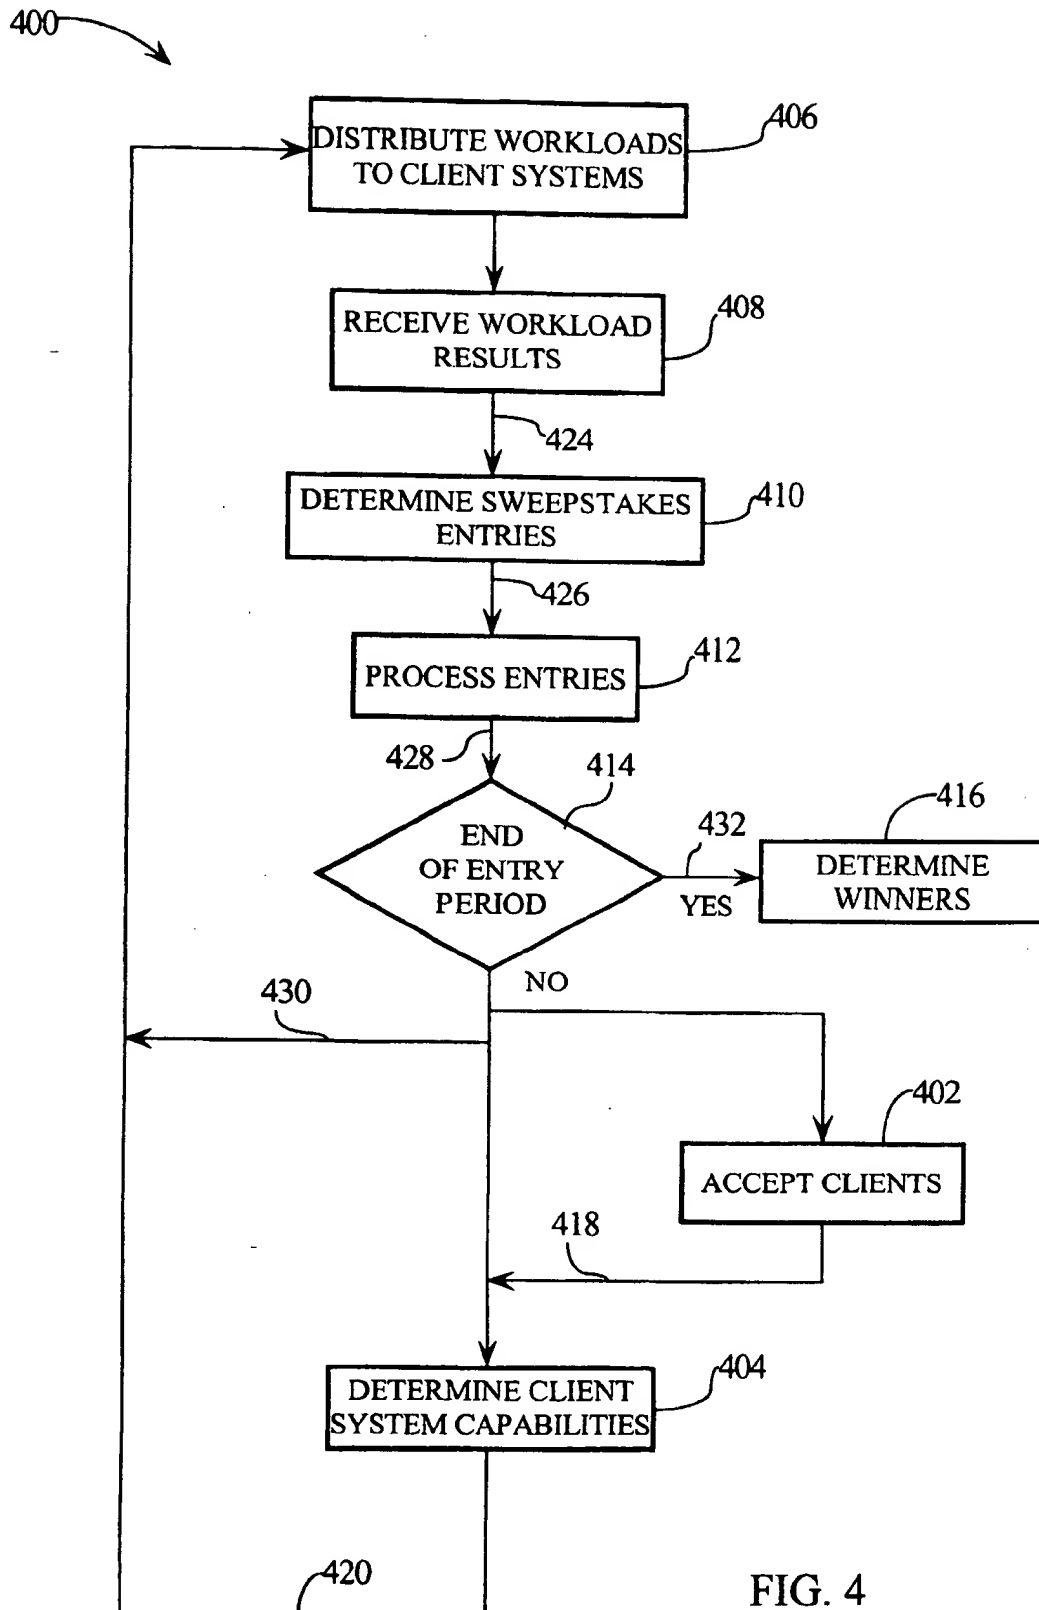 400
DISTRIBUTE WORKLOADS
TO CLIENT SYSTEMS
406
RECEIVE WORKLOAD
RESULTS
408
424
DETERMINE SWEEPSTAKES
ENTRIES
410
426
PROCESS ENTRIES
412
428
414
END
OF ENTRY
PERIOD
432
YES
416
DETERMINE
WINNERS
NO
430
402
ACCEPT CLIENTS
418
404
DETERMINE CLIENT
SYSTEM CAPABILITIES
420
FIG. 4